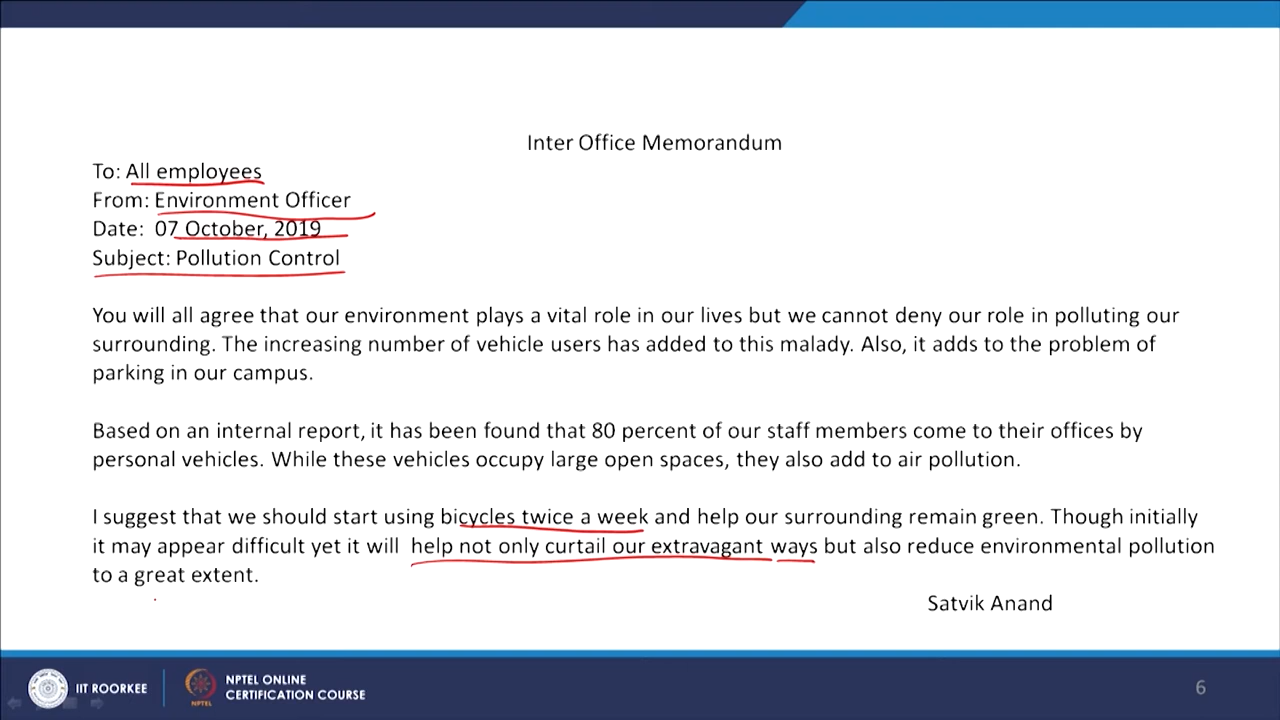 Inter Office Memorandum
To: All employees
From: Environment Officer
Date: 07 October, 2019
Subject: Pollution Control
You will all agree that our environment plays a vital role in our lives but we cannot deny our role in polluting our
surrounding. The increasing number of vehicle users has added to this malady. Also, it adds to the problem of
parking in our campus.
Based on an internal report, it has been found that 80 percent of our staff members come to their offices by
personal vehicles. While these vehicles occupy large open spaces, they also add to air pollution.
I suggest that we should start using bicycles twice a week and help our surrounding remain green. Though initially
it may appear difficult yet it will help not only curtail our extravagant ways but also reduce environmental pollution
to a great extent.
Satvik Anand
IIT ROORKEE
NPTEL ONLINE
CERTIFICATION COURSE
NPTEL
6